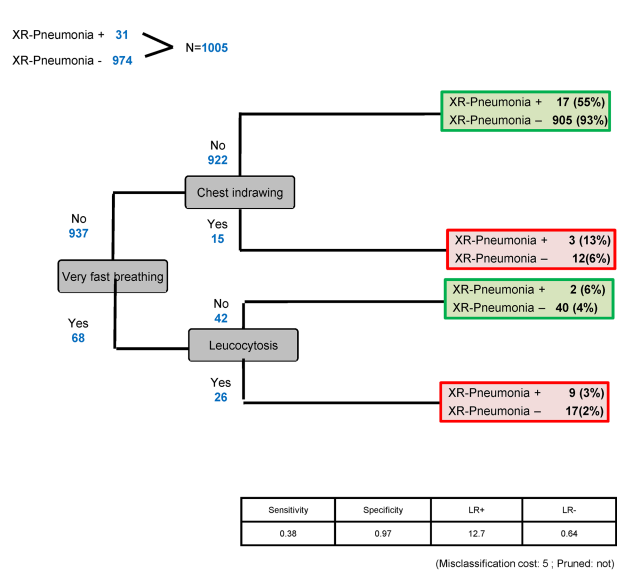 XR-Pneumonia + 31
XR-Pneumonia - 974
N=1005
XR-Pneumonia + 17 (55%)
XR-Pneumonia – 905 (93%)
No
922
Chest indrawing
Yes
15
No
937
XR-Pneumonia + 3 (13%)
XR-Pneumonia – 12(6%)
Very fast breathing
XR-Pneumonia + 2 (6%)
XR-Pneumonia – 40 (4%)
No
42
Yes
68
Leucocytosis
Yes
26
XR-Pneumonia + 9 (3%)
XR-Pneumonia – 17(2%)
Sensitivity Specificity LR+ LR-
0.38 0.97 12.7 0.64
(Misclassification cost: 5 ; Pruned: not)